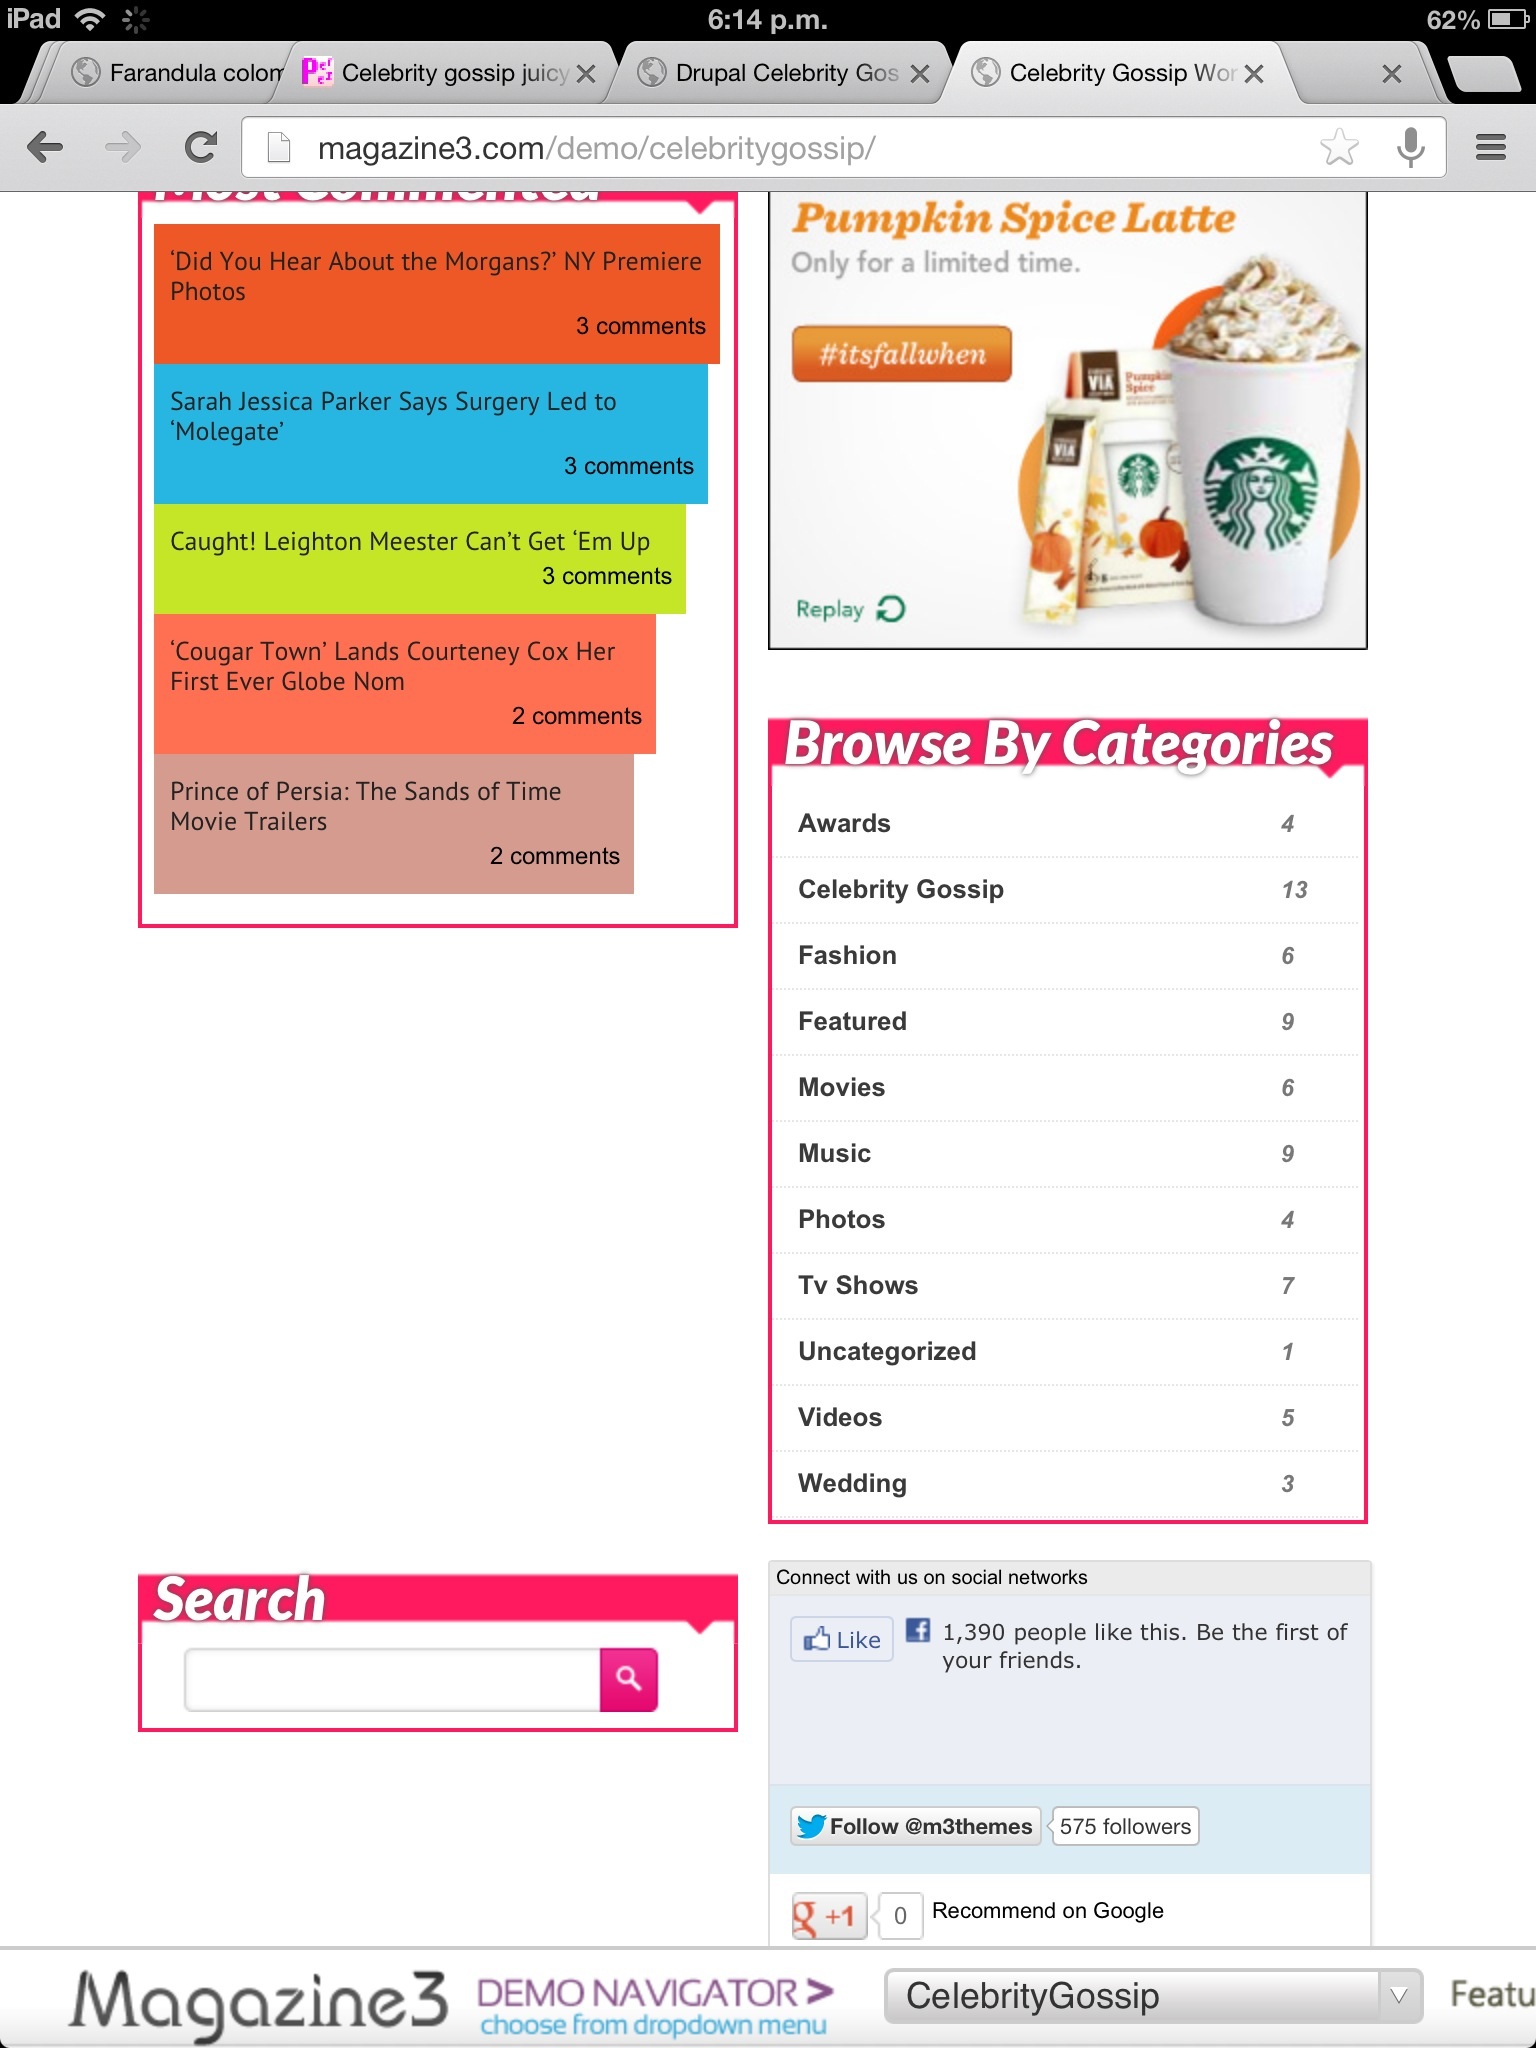 iPad
6:14 p.m.
62%
Farandula colom
Celebrity gossip juicy
Drupal Celebrity Gos
Celebrity Gossip Wor
magazine3.com/demo/celebritygossip/
Most Commented
‘Did You Hear About the Morgans?’ NY Premiere
Photos
3 comments
Sarah Jessica Parker Says Surgery Led to
‘Molegate’
3 comments
Caught! Leighton Meester Can’t Get ‘Em Up
3 comments
‘Cougar Town’ Lands Courteney Cox Her
First Ever Globe Nom
2 comments
Prince of Persia: The Sands of Time
Movie Trailers
2 comments
Search
Pumpkin Spice Latte
Only for a limited time.
#itsfallwhen
VIA
Pumpkin
Spice
VIA
Replay
Browse By Categories
Awards 4
Celebrity Gossip 13
Fashion 6
Featured 9
Movies 6
Music 9
Photos 4
Tv Shows 7
Uncategorized 1
Videos 5
Wedding 3
Connect with us on social networks
Like
1,390 people like this. Be the first of
your friends.
Follow @m3themes
575 followers
g +1
0
Recommend on Google
Magazine3
DEMO NAVIGATOR >
choose from dropdown menu
CelebrityGossip
Featu